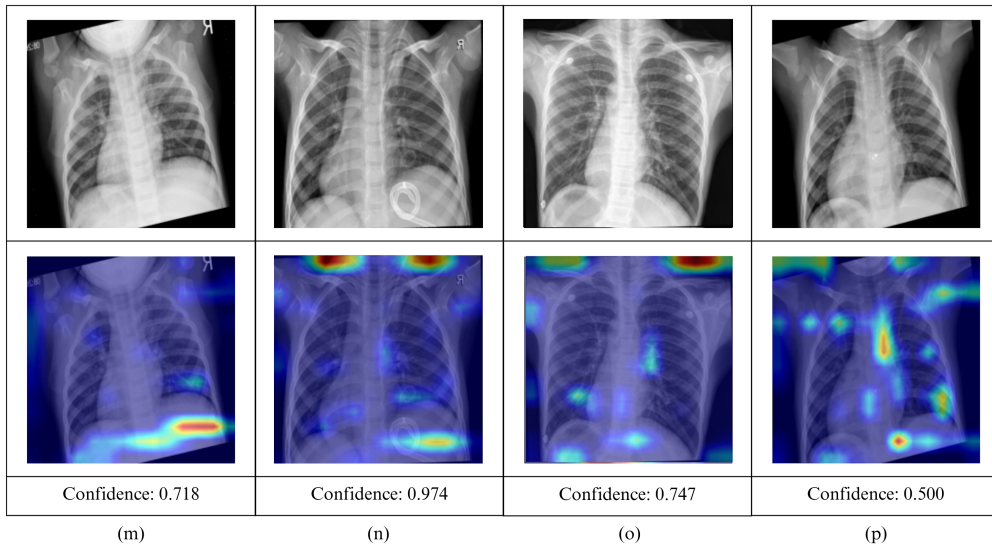 R
R
R
Confidence: 0.718
Confidence: 0.974
Confidence: 0.747
Confidence: 0.500
(m)
(n)
(o)
(p)